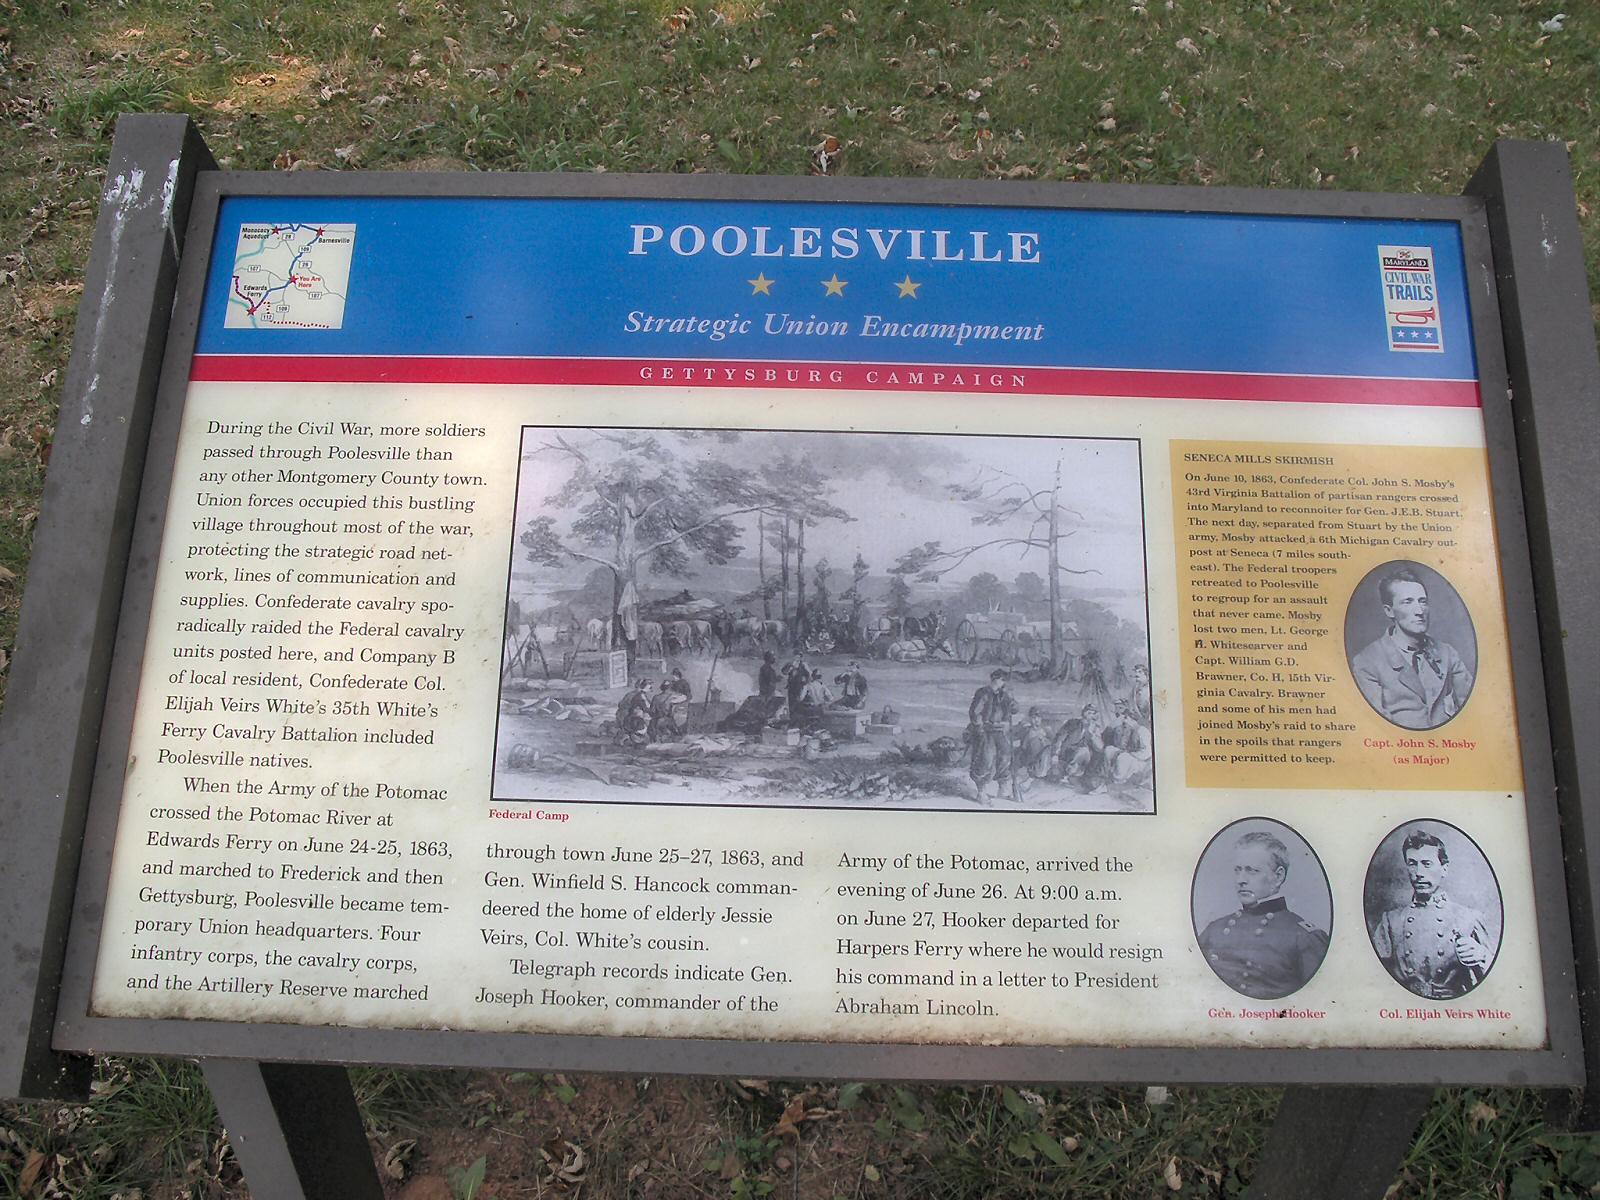 POOLESVILLE
Strategic Union Encampment
GETTYSBURG CAMPAIGN
Monocacy
Aqueduct
28
Barnesville
109
28
107
You Are
Here
Edwards
Ferry
107
109
112
MARYLAND
CIVIL WAR
TRAILS
During the Civil War, more soldiers
passed through Poolesville than
any other Montgomery County town.
Union forces occupied this bustling
village throughout most of the war,
protecting the strategic road net-
work, lines of communication and
supplies. Confederate cavalry spo-
radically raided the Federal cavalry
units posted here, and Company B
of local resident, Confederate Col.
Elijah Veirs White's 35th White's
Ferry Cavalry Battalion included
Poolesville natives.
When the Army of the Potomac
crossed the Potomac River at
Edwards Ferry on June 24-25, 1863,
and marched to Frederick and then
Gettysburg, Poolesville became tem-
porary Union headquarters. Four
infantry corps, the cavalry corps,
and the Artillery Reserve marched
Federal Camp
through town June 25–27, 1863, and
Gen. Winfield S. Hancock comman-
deered the home of elderly Jessie
Veirs, Col. White's cousin.
Telegraph records indicate Gen.
Joseph Hooker, commander of the
Army of the Potomac, arrived the
evening of June 26. At 9:00 a.m.
on June 27, Hooker departed for
Harpers Ferry where he would resign
his command in a letter to President
Abraham Lincoln.
SENECA MILLS SKIRMISH
On June 10, 1863, Confederate Col. John S. Mosby's
43rd Virginia Battalion of partisan rangers crossed
into Maryland to reconnoiter for Gen. J.E.B. Stuart.
The next day, separated from Stuart by the Union
army, Mosby attacked a 6th Michigan Cavalry out-
post at Seneca (7 miles south-
east). The Federal troopers
retreated to Poolesville
to regroup for an assault
that never came. Mosby
lost two men, Lt. George
H. Whitescarver and
Capt. William G.D.
Brawner, Co. H, 15th Vir-
ginia Cavalry. Brawner
and some of his men had
joined Mosby's raid to share
in the spoils that rangers
were permitted to keep.
Capt. John S. Mosby
(as Major)
Gen. Joseph Hooker
Col. Elijah Veirs White